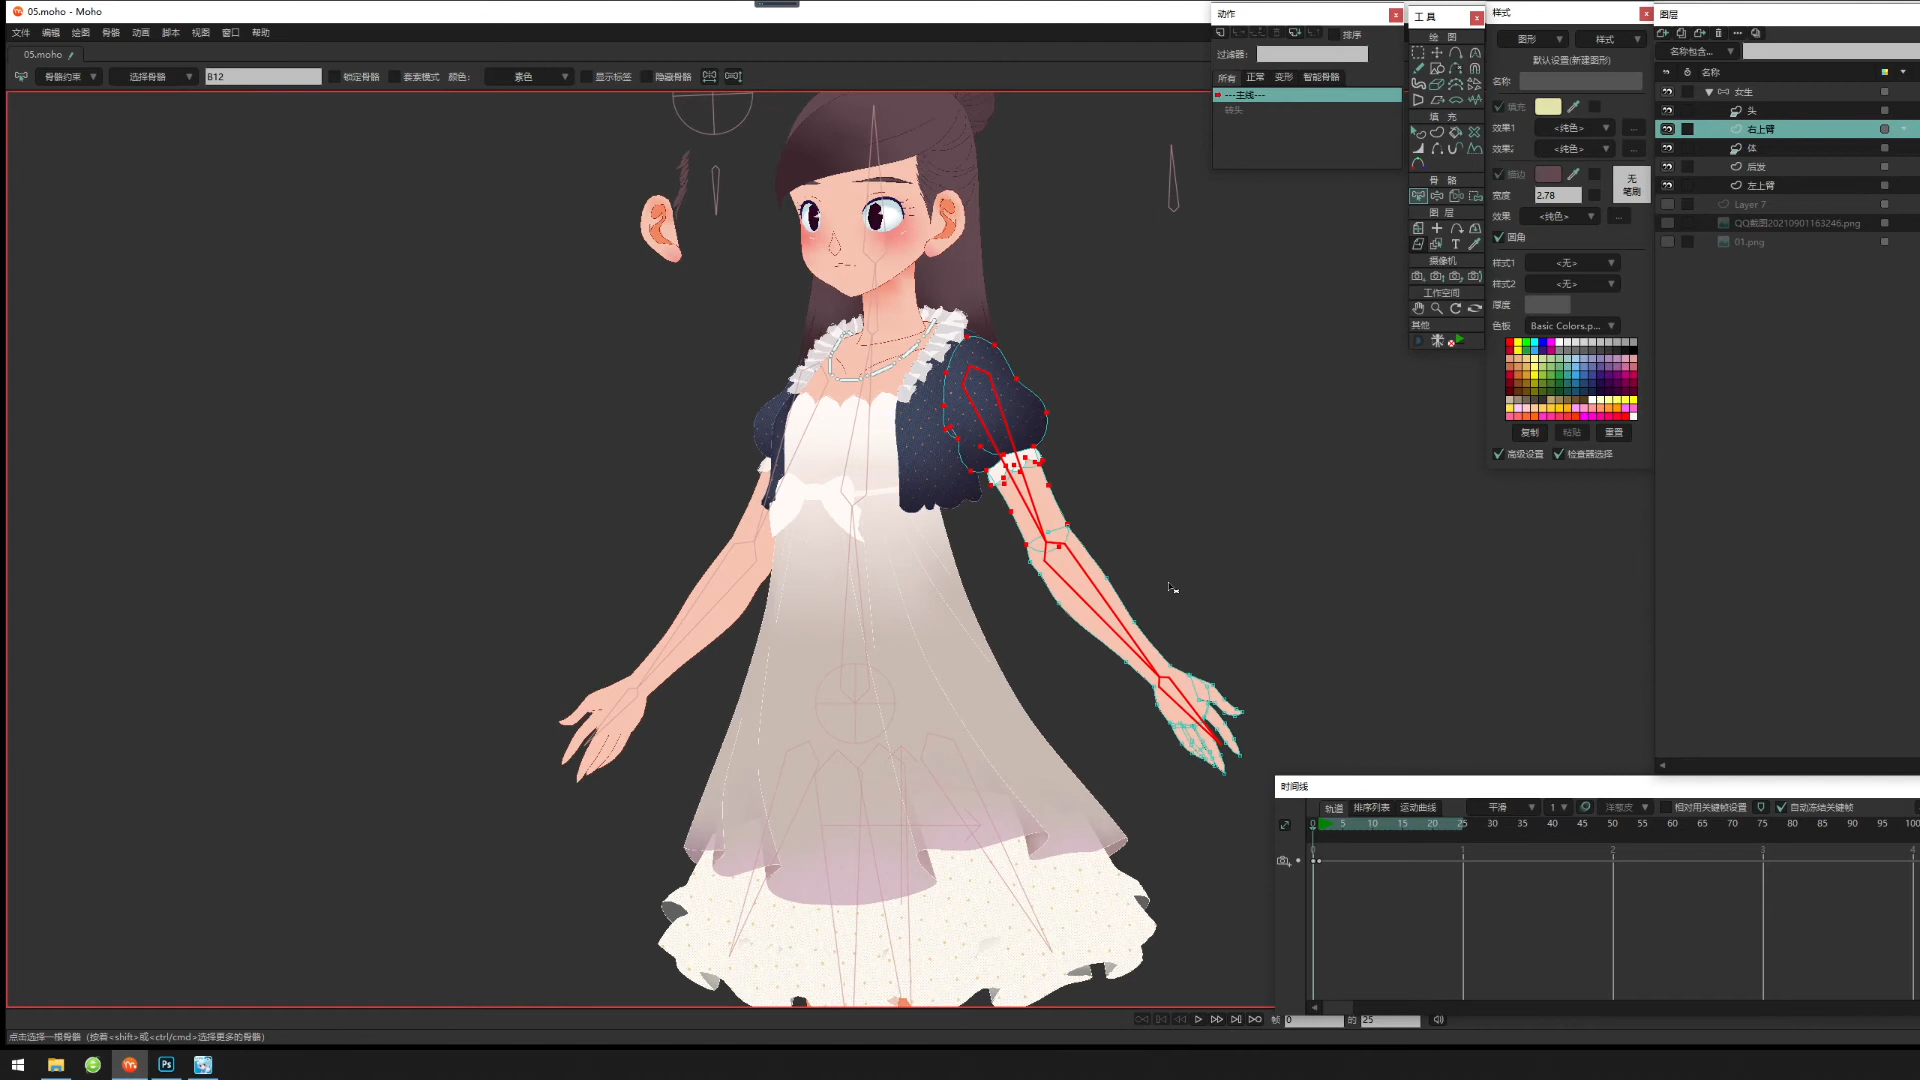 05.moho - Moho
文件 编辑 绘图 骨骼 动画 脚本 视图 窗口 帮助
05.moho
骨骼约束 选择骨骼 B12 锁定骨骼 套索模式 颜色: 素色 显示标签 隐藏骨骼
动作
排序
过滤器:
所有 正常 变形 智能骨骼
---主线---
转头
工具
绘图
填充
骨骼
图层
摄像机
工作空间
其他
样式
图形 样式
默认设置(新建图形)
名称
填充
效果1 <纯色> ...
效果2 <纯色> ...
描边
无笔刷
宽度 2.78
效果 <纯色> ...
圆角
样式1 <无>
样式2 <无>
厚度
色板 Basic Colors.p...
复制 粘贴 重置
高级设置 检查器选择
图层
名称包含...
名称
女生
头
右上臂
体
后发
左上臂
Layer 7
QQ截图20210901163246.png
01.png
时间线
轨道 排序列表 运动曲线 平滑 1 洋葱皮 相对用关键帧设置 自动冻结关键帧
0 5 10 15 20 25 30 35 40 45 50 55 60 65 70 75 80 85 90 95 100
0 1 2 3 4
帧 0 的 25
点击选择一根骨骼 (按着<shift>或<ctrl/cmd>选择更多的骨骼)
Ps